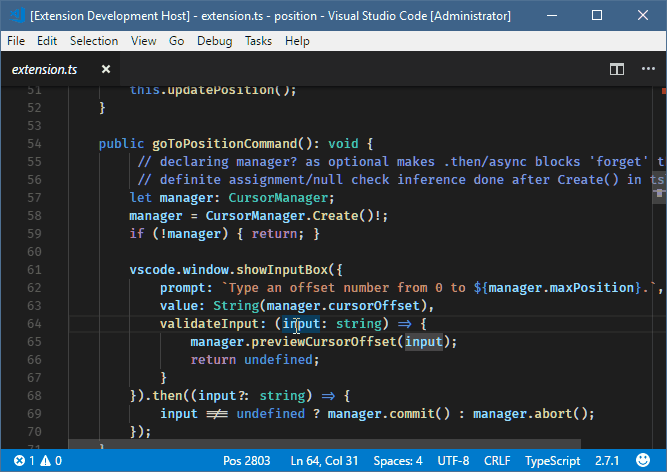 [Extension Development Host] - extension.ts - position - Visual Studio Code [Administrator]
File Edit Selection View Go Debug Tasks Help
extension.ts
51 this.updatePosition();
52 }
53
54 public goToPositionCommand(): void {
55 // declaring manager? as optional makes .then/async blocks 'forget' t
56 // definite assignment/null check inference done after Create() in ts
57 let manager: CursorManager;
58 manager = CursorManager.Create()!;
59 if (!manager) { return; }
60
61 vscode.window.showInputBox({
62 prompt: `Type an offset number from 0 to ${manager.maxPosition}.`,
63 value: String(manager.cursorOffset),
64 validateInput: (input: string) => {
65 manager.previewCursorOffset(input);
66 return undefined;
67 }
68 }).then((input?: string) => {
69 input !== undefined ? manager.commit() : manager.abort();
70 });
71 }
1 0 Pos 2803 Ln 64, Col 31 Spaces: 4 UTF-8 CRLF TypeScript 2.7.1